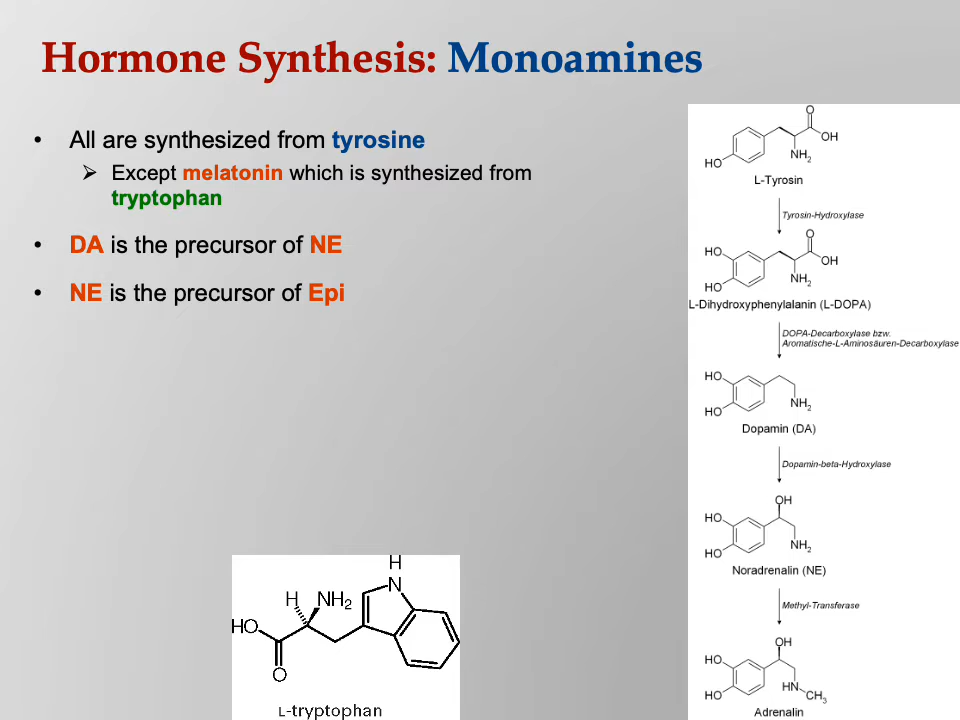 Hormone Synthesis: Monoamines
• All are synthesized from tyrosine
➢ Except melatonin which is synthesized from
tryptophan
• DA is the precursor of NE
• NE is the precursor of Epi
O
OH
NH2
HO
L-Tyrosin
Tyrosin-Hydroxylase
O
HO
OH
NH2
HO
L-Dihydroxyphenylalanin (L-DOPA)
DOPA-Decarboxylase bzw.
Aromatische-L-Aminosäuren-Decarboxylase
HO
NH2
HO
Dopamin (DA)
Dopamin-beta-Hydroxylase
OH
HO
NH2
HO
Noradrenalin (NE)
Methyl-Transferase
OH
HO
HN
CH3
HO
Adrenalin
H
N
H NH2
HO
O
L-tryptophan